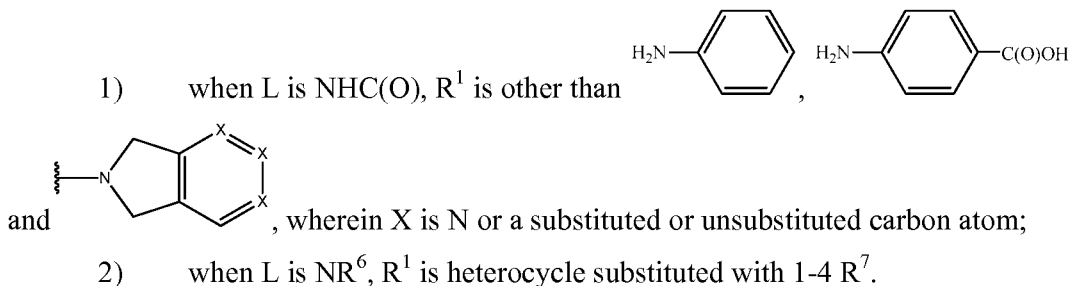 1) when L is NHC(O), R¹ is other than H₂N , H₂N C(O)OH
and N X X X , wherein X is N or a substituted or unsubstituted carbon atom;
2) when L is NR⁶, R¹ is heterocycle substituted with 1-4 R⁷.